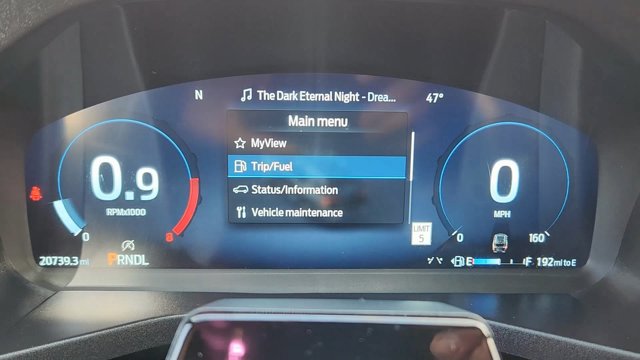 N
The Dark Eternal Night - Drea...
47°
Main menu
MyView
Trip/Fuel
Status/Information
Vehicle maintenance
0.9
RPMx1000
0
8
0
MPH
0
160
LIMIT
5
20739.3 mi
PRNDL
E
F
192 mi to E